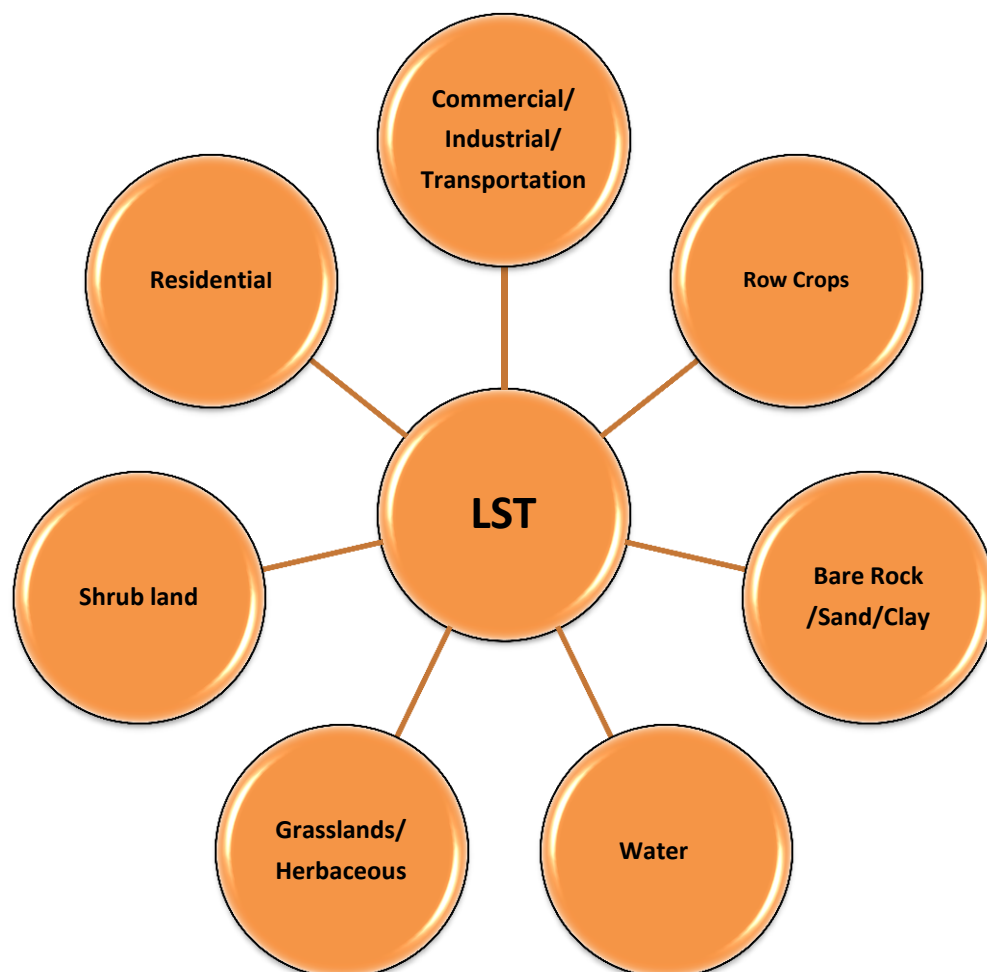 Commercial/
Industrial/
Transportation
Residential
Row Crops
LST
Shrub land
Bare Rock
/Sand/Clay
Grasslands/
Herbaceous
Water